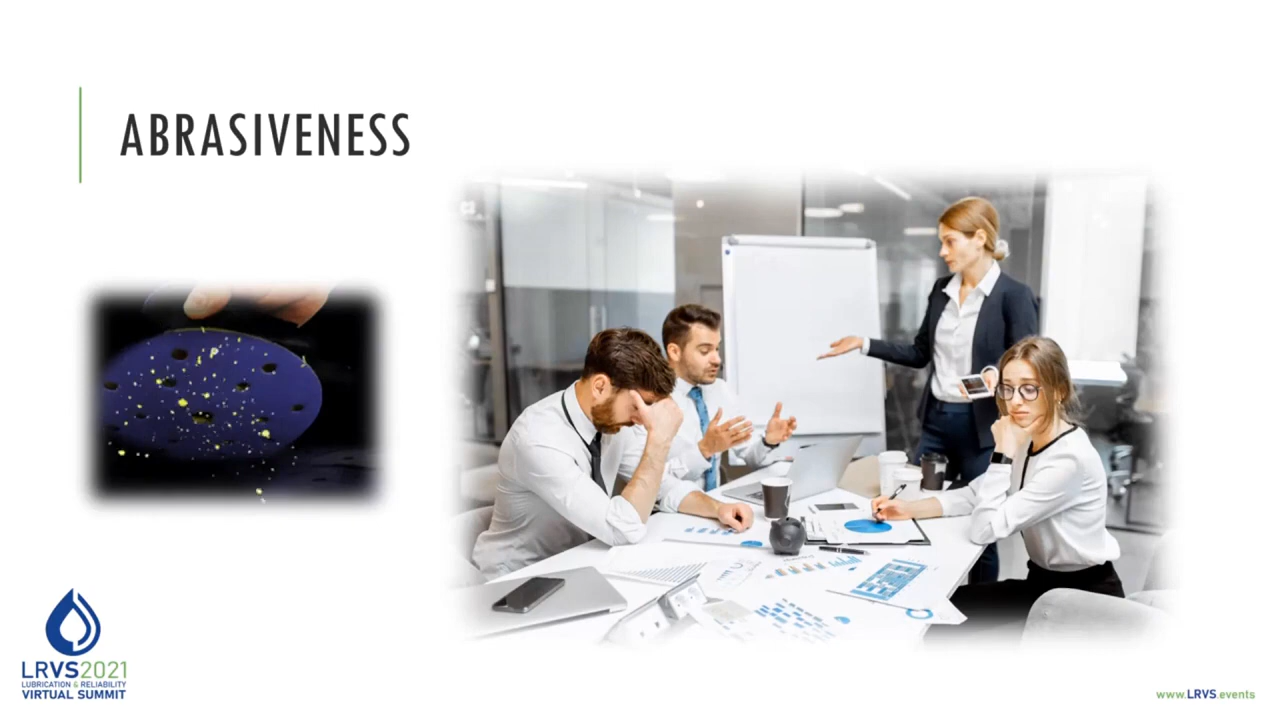 ABRASIVENESS
LRVS2021
LUBRICATION & RELIABILITY
VIRTUAL SUMMIT
www.LRVS.events